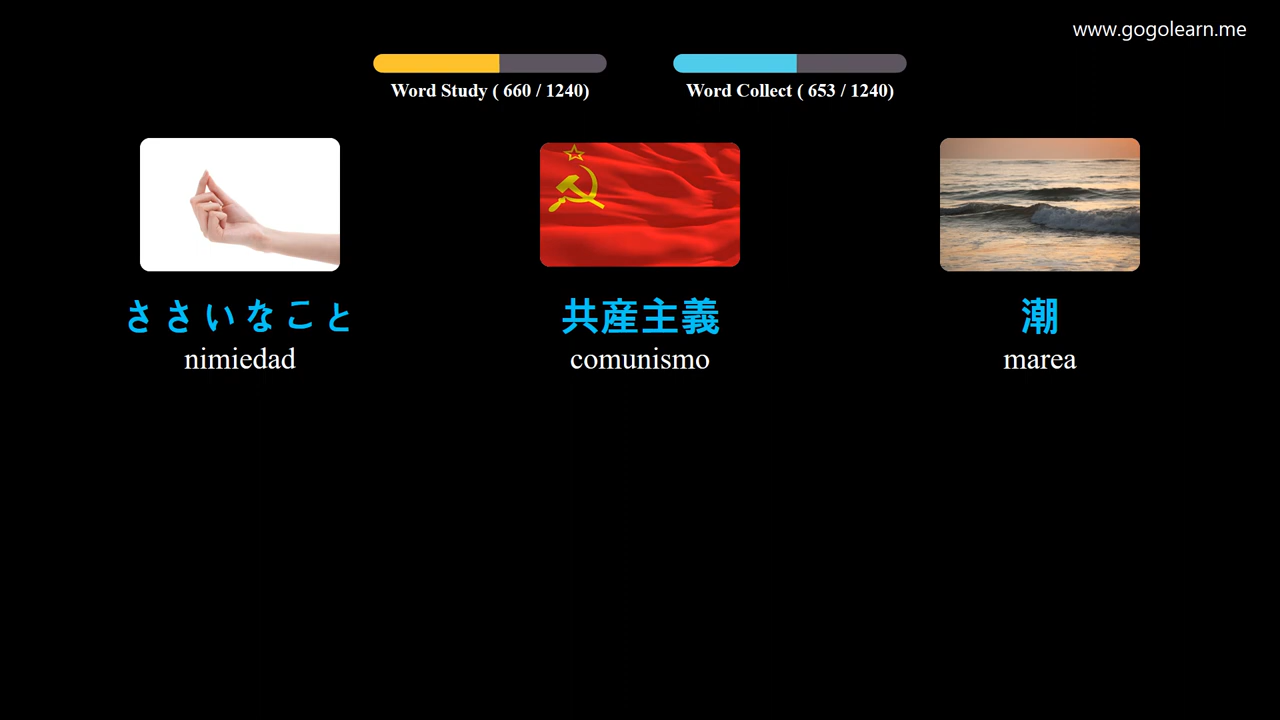 www.gogolearn.me
Word Study ( 660 / 1240)
Word Collect ( 653 / 1240)
ささいなこと
nimiedad
共産主義
comunismo
潮
marea